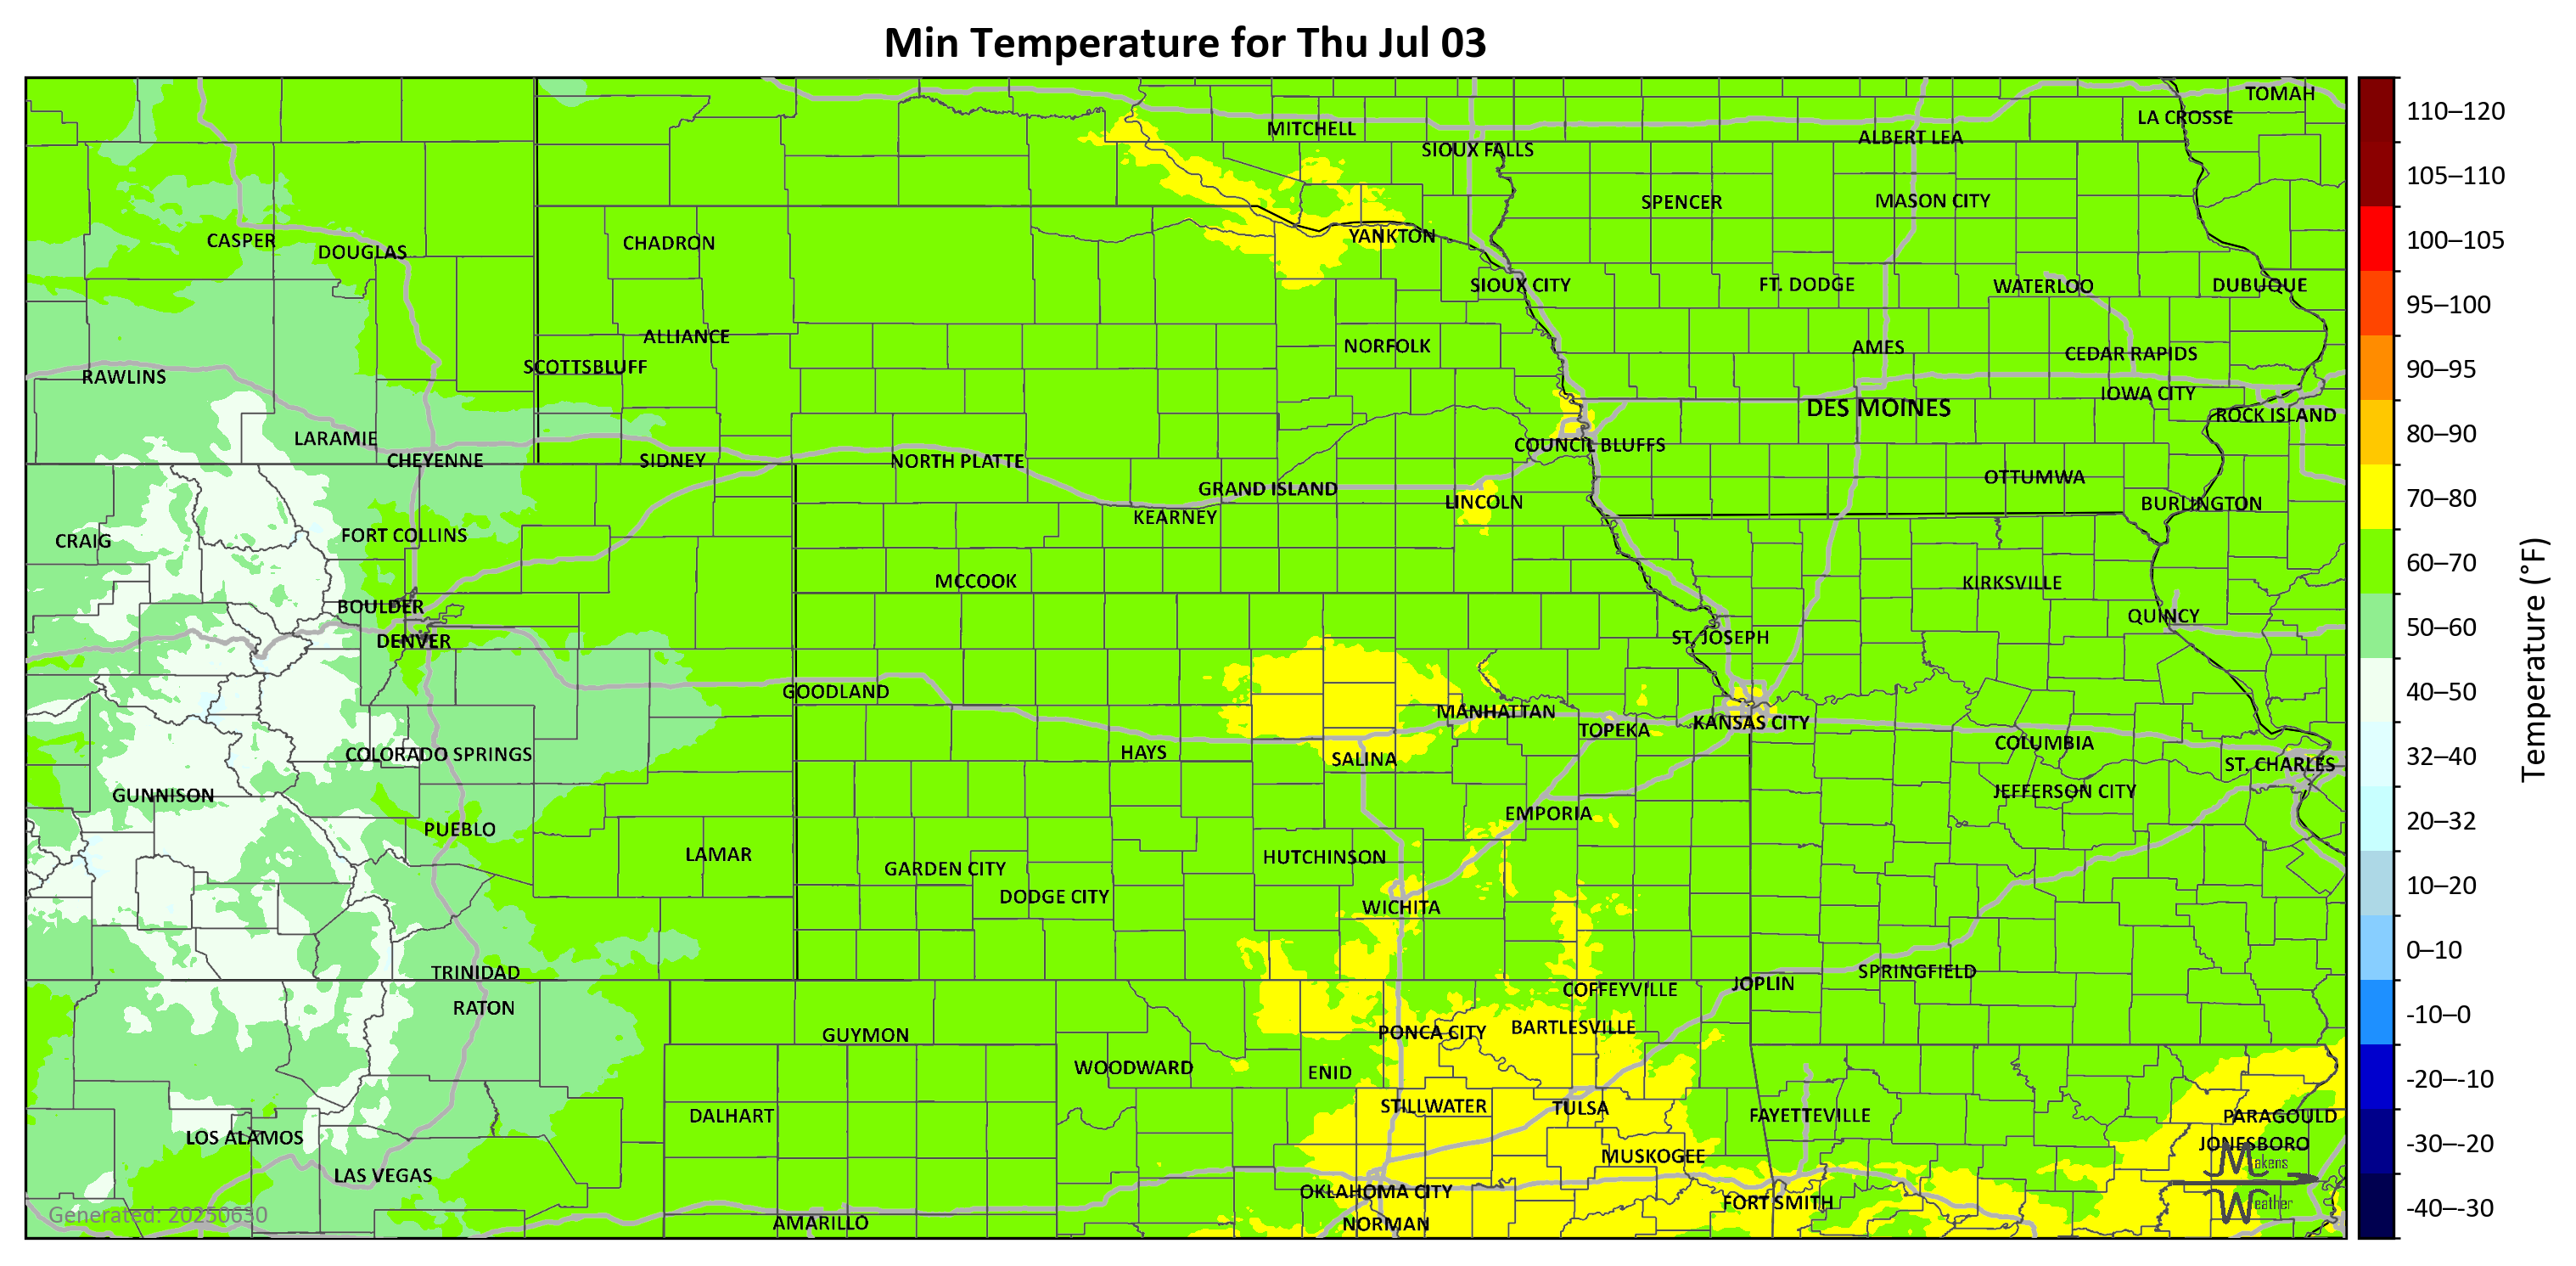 Min Temperature for Thu Jul 03
TOMAH
LA CROSSE
MITCHELL
ALBERT LEA
SIOUX FALLS
SPENCER
MASON CITY
CASPER
DOUGLAS
CHADRON
YANKTON
SIOUX CITY
FT. DODGE
WATERLOO
DUBUQUE
ALLIANCE
NORFOLK
AMES
CEDAR RAPIDS
SCOTTSBLUFF
RAWLINS
IOWA CITY
DES MOINES
ROCK ISLAND
LARAMIE
COUNCIL BLUFFS
CHEYENNE
SIDNEY
NORTH PLATTE
OTTUMWA
GRAND ISLAND
LINCOLN
BURLINGTON
KEARNEY
CRAIG
FORT COLLINS
MCCOOK
KIRKSVILLE
BOULDER
QUINCY
DENVER
ST. JOSEPH
GOODLAND
MANHATTAN
KANSAS CITY
TOPEKA
COLUMBIA
HAYS
COLORADO SPRINGS
SALINA
ST. CHARLES
GUNNISON
JEFFERSON CITY
EMPORIA
PUEBLO
LAMAR
HUTCHINSON
GARDEN CITY
DODGE CITY
WICHITA
TRINIDAD
SPRINGFIELD
JOPLIN
COFFEYVILLE
RATON
BARTLESVILLE
PONCA CITY
GUYMON
WOODWARD
ENID
STILLWATER
TULSA
DALHART
FAYETTEVILLE
PARAGOULD
LOS ALAMOS
JONESBORO
MUSKOGEE
LAS VEGAS
OKLAHOMA CITY
FORT SMITH
AMARILLO
NORMAN
Generated: 20250630
Makens
Weather
110–120
105–110
100–105
95–100
90–95
80–90
70–80
60–70
50–60
40–50
32–40
20–32
10–20
0–10
-10–0
-20–-10
-30–-20
-40–-30
Temperature (°F)